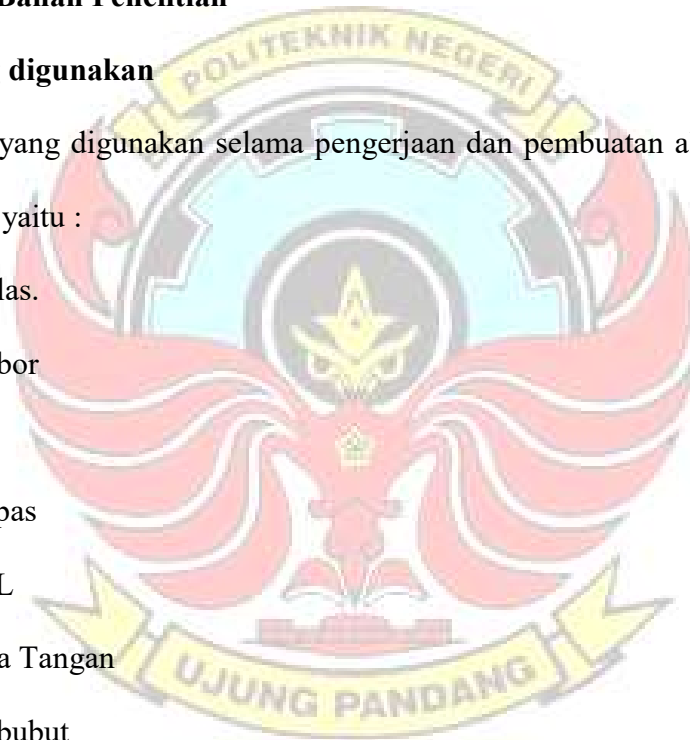 Bahan Penelitian
digunakan
POLITEKNIK NEGERI
yang digunakan selama pengerjaan dan pembuatan a
yaitu :
las.
bor
pas
L
a Tangan
UJUNG PANDANG
bubut